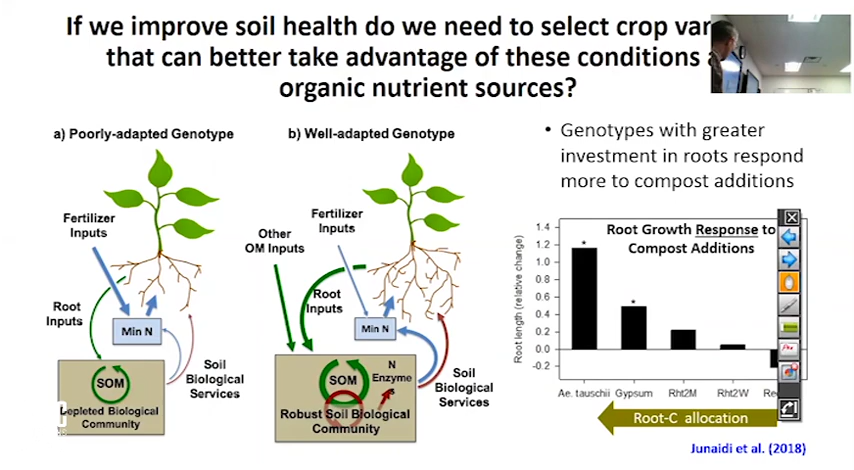 If we improve soil health do we need to select crop
that can better take advantage of these conditions
organic nutrient sources?
a) Poorly-adapted Genotype
Fertilizer
Inputs
Root
Inputs
Min N
SOM
Depleted Biological
Community
Soil
Biological
Services
b) Well-adapted Genotype
Fertilizer
Inputs
Other
OM Inputs
Root
Inputs
Min N
SOM
N
Enzyme
s
Robust Soil Biological
Community
Soil
Biological
Services
• Genotypes with greater
investment in roots respond
more to compost additions
Root Growth Response to
Compost Additions
Root length (relative change)
1.4
1.2
1.0
0.8
0.6
0.4
0.2
0.0
-0.2
*
*
Ae. tauschii Gypsum Rht2M Rht2W
Root-C allocation
Junaidi et al. (2018)